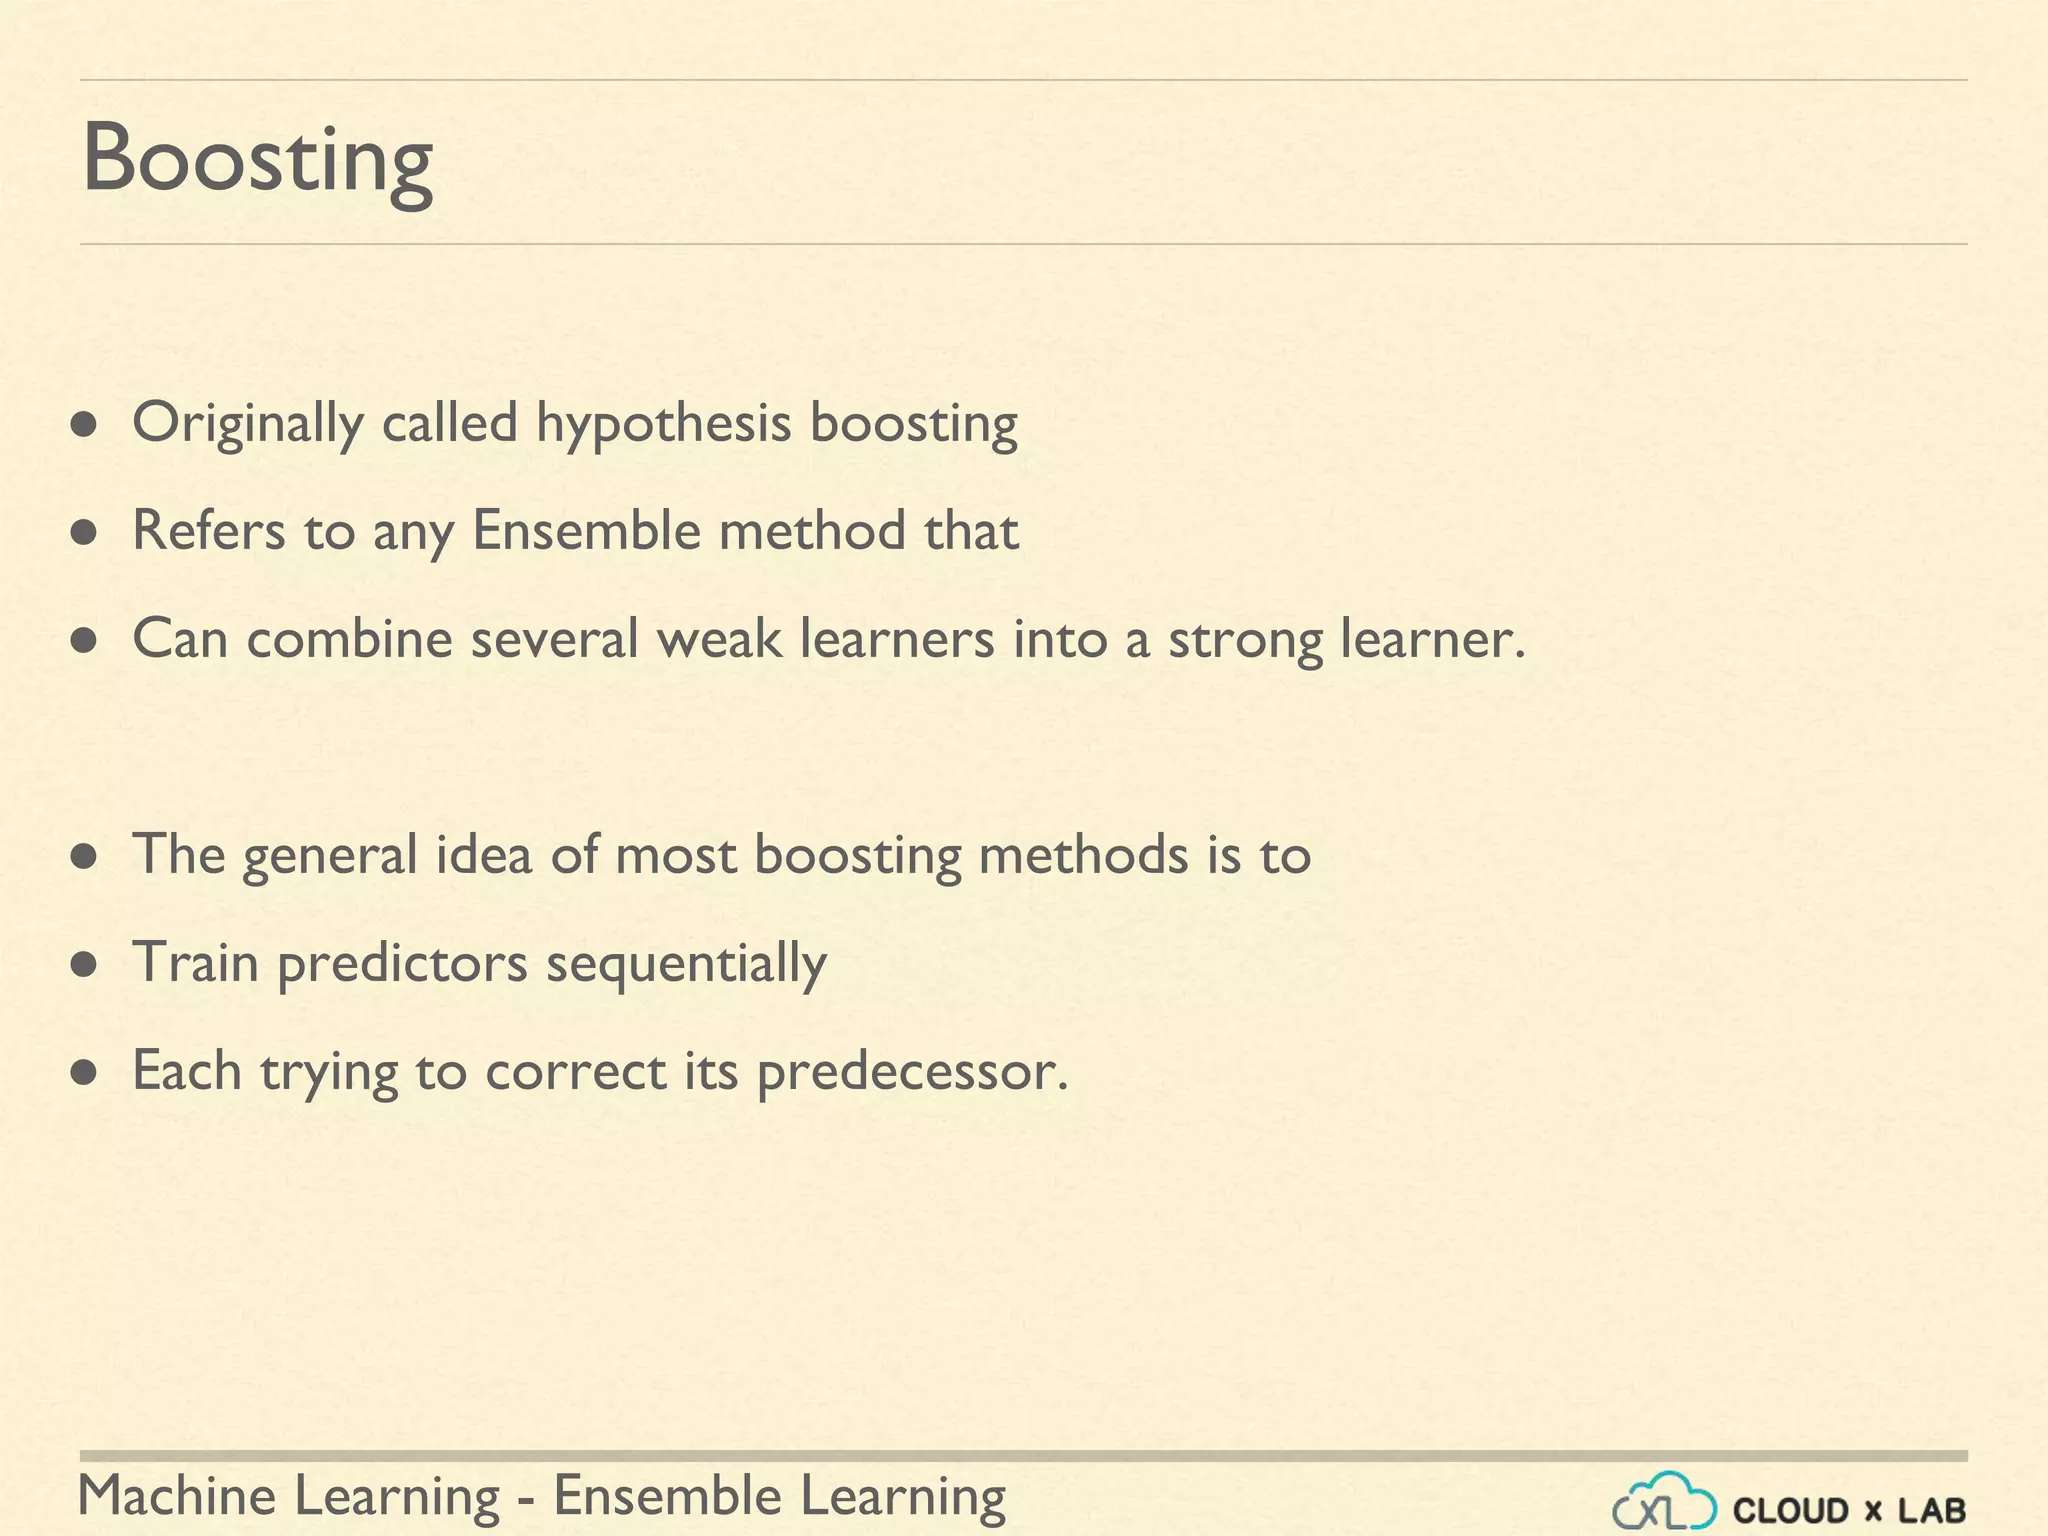 Boosting
● Originally called hypothesis boosting
● Refers to any Ensemble method that
● Can combine several weak learners into a strong learner.
● The general idea of most boosting methods is to
● Train predictors sequentially
● Each trying to correct its predecessor.
Machine Learning - Ensemble Learning
CXL CLOUD x LAB